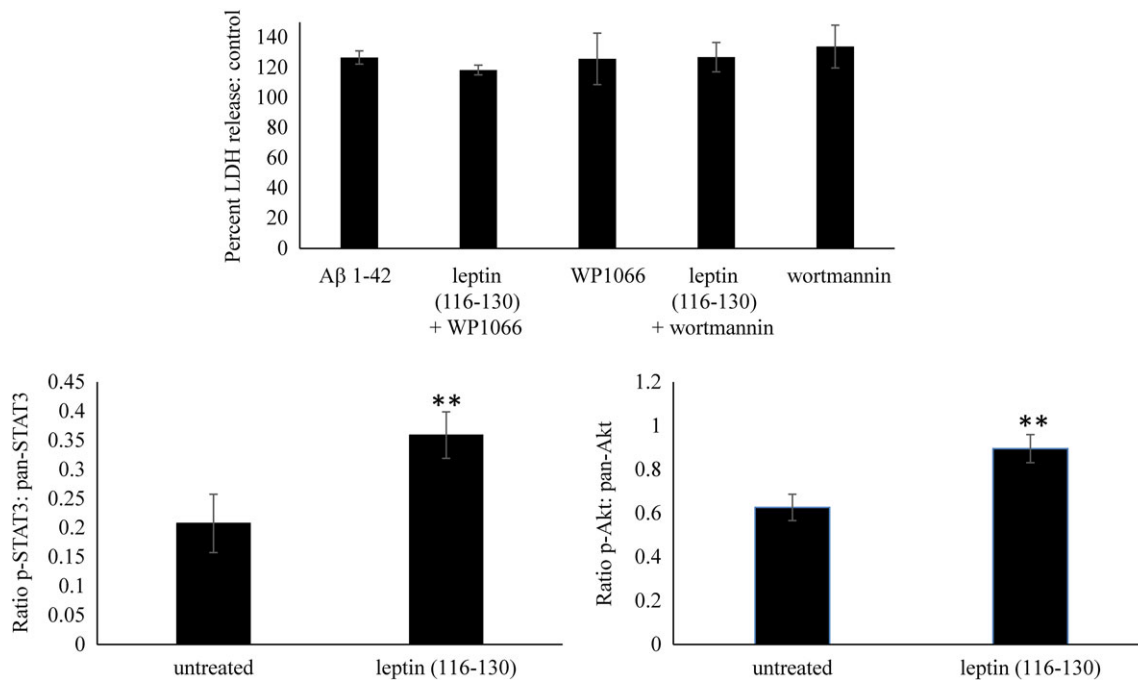 Percent LDH release: control
140
120
100
80
60
40
20
0
Aβ 1-42
leptin
(116-130)
+ WP1066
WP1066
leptin
(116-130)
+ wortmannin
wortmannin
Ratio p-STAT3: pan-STAT3
0.45
0.4
0.35
0.3
0.25
0.2
0.15
0.1
0.05
0
**
untreated
leptin (116-130)
Ratio p-Akt: pan-Akt
1.2
1
0.8
0.6
0.4
0.2
0
**
untreated
leptin (116-130)